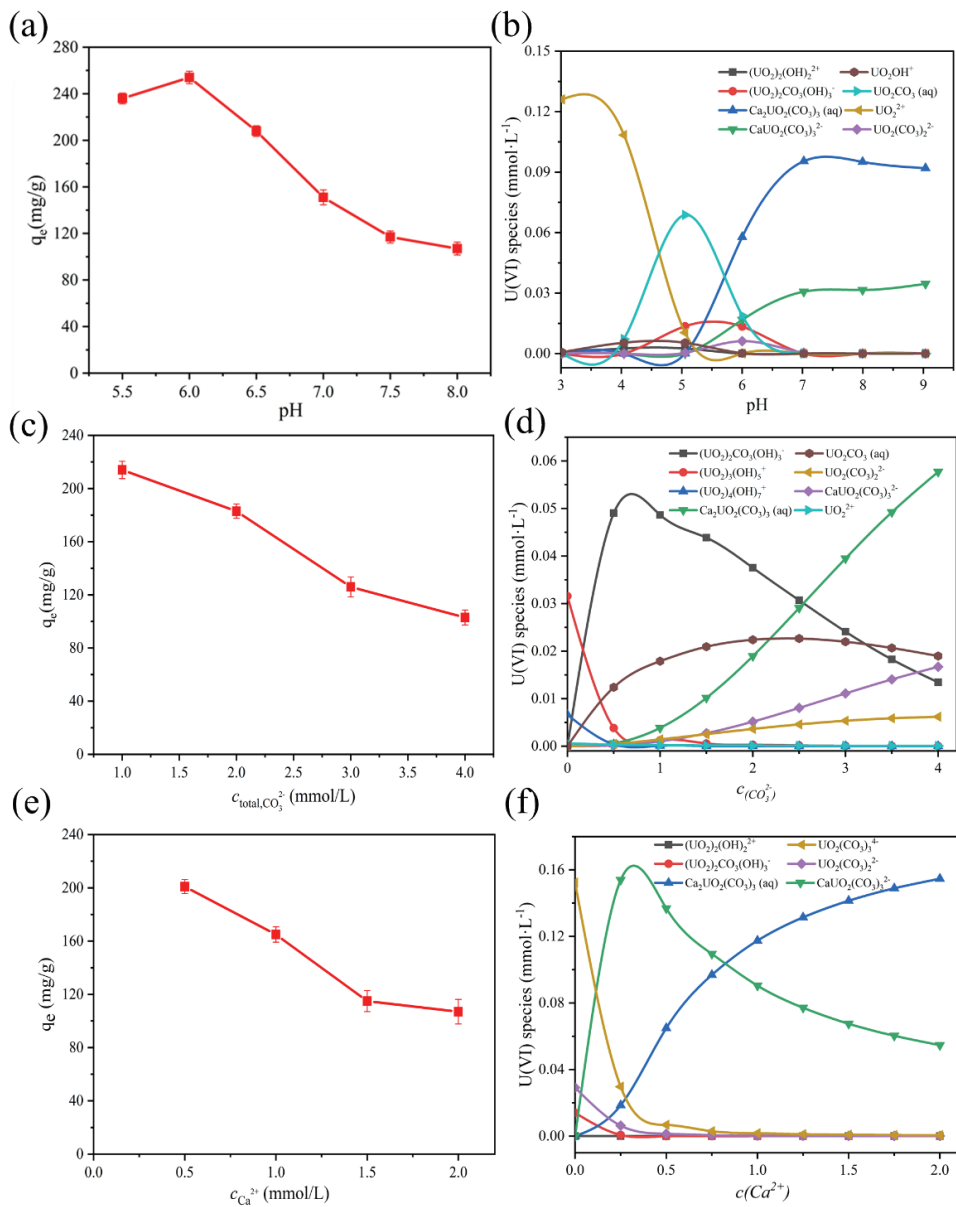 (a)
280
240
200
160
120
80
40
0
qₑ(mg/g)
5.5 6.0 6.5 7.0 7.5 8.0
pH
(b)
0.15
0.12
0.09
0.06
0.03
0.00
U(VI) species (mmol·L⁻¹)
(UO₂)₂(OH)₂²⁺ UO₂OH⁺
(UO₂)₂CO₃(OH)₃⁻ UO₂CO₃ (aq)
Ca₂UO₂(CO₃)₃ (aq) UO₂²⁺
CaUO₂(CO₃)₃²⁻ UO₂(CO₃)₂²⁻
3 4 5 6 7 8 9
pH
(c)
240
200
160
120
80
40
0
qₑ(mg/g)
1.0 1.5 2.0 2.5 3.0 3.5 4.0
c total,CO₃²⁻ (mmol/L)
(d)
0.06
0.05
0.04
0.03
0.02
0.01
0.00
U(VI) species (mmol·L⁻¹)
(UO₂)₂CO₃(OH)₃⁻ UO₂CO₃ (aq)
(UO₂)₃(OH)₅⁺ UO₂(CO₃)₂²⁻
(UO₂)₄(OH)₇⁺ CaUO₂(CO₃)₃²⁻
Ca₂UO₂(CO₃)₃ (aq) UO₂²⁺
0 1 2 3 4
c(CO₃²⁻)
(e)
240
200
160
120
80
40
0
qe (mg/g)
0.0 0.5 1.0 1.5 2.0
c Ca²⁺ (mmol/L)
(f)
0.16
0.12
0.08
0.04
0.00
U(VI) species (mmol·L⁻¹)
(UO₂)₂(OH)₂²⁺ UO₂(CO₃)₃⁴⁻
(UO₂)₂CO₃(OH)₃⁻ UO₂(CO₃)₂²⁻
Ca₂UO₂(CO₃)₃ (aq) CaUO₂(CO₃)₃²⁻
0.0 0.5 1.0 1.5 2.0
c(Ca²⁺)